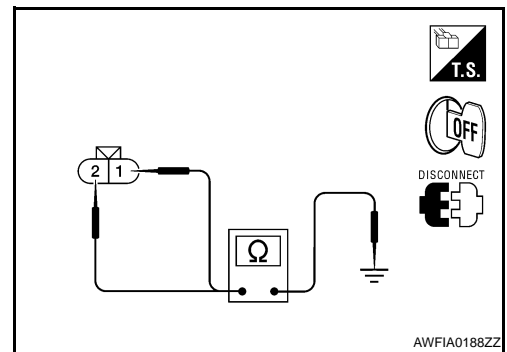 T.S.
OFF
DISCONNECT
2 1
Ω
AWFIA0188ZZ